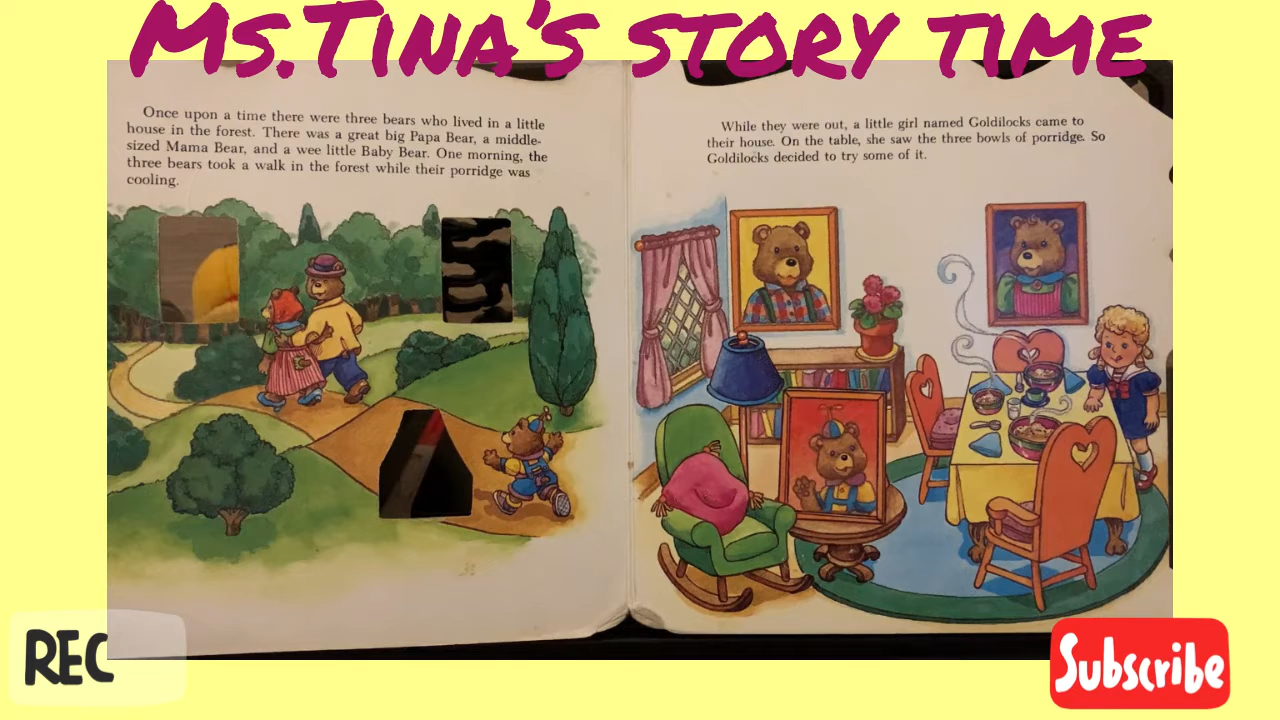 Ms.Tina's story time
Once upon a time there were three bears who lived in a little
house in the forest. There was a great big Papa Bear, a middle-
sized Mama Bear, and a wee little Baby Bear. One morning, the
three bears took a walk in the forest while their porridge was
cooling.
While they were out, a little girl named Goldilocks came to
their house. On the table, she saw the three bowls of porridge. So
Goldilocks decided to try some of it.
REC
Subscribe